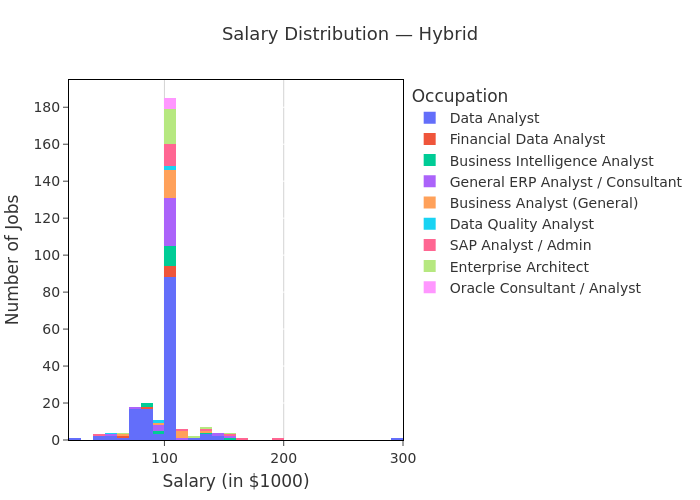 Salary Distribution — Hybrid
Number of Jobs
180
160
140
120
100
80
60
40
20
0
100
200
300
Salary (in $1000)
Occupation
Data Analyst
Financial Data Analyst
Business Intelligence Analyst
General ERP Analyst / Consultant
Business Analyst (General)
Data Quality Analyst
SAP Analyst / Admin
Enterprise Architect
Oracle Consultant / Analyst